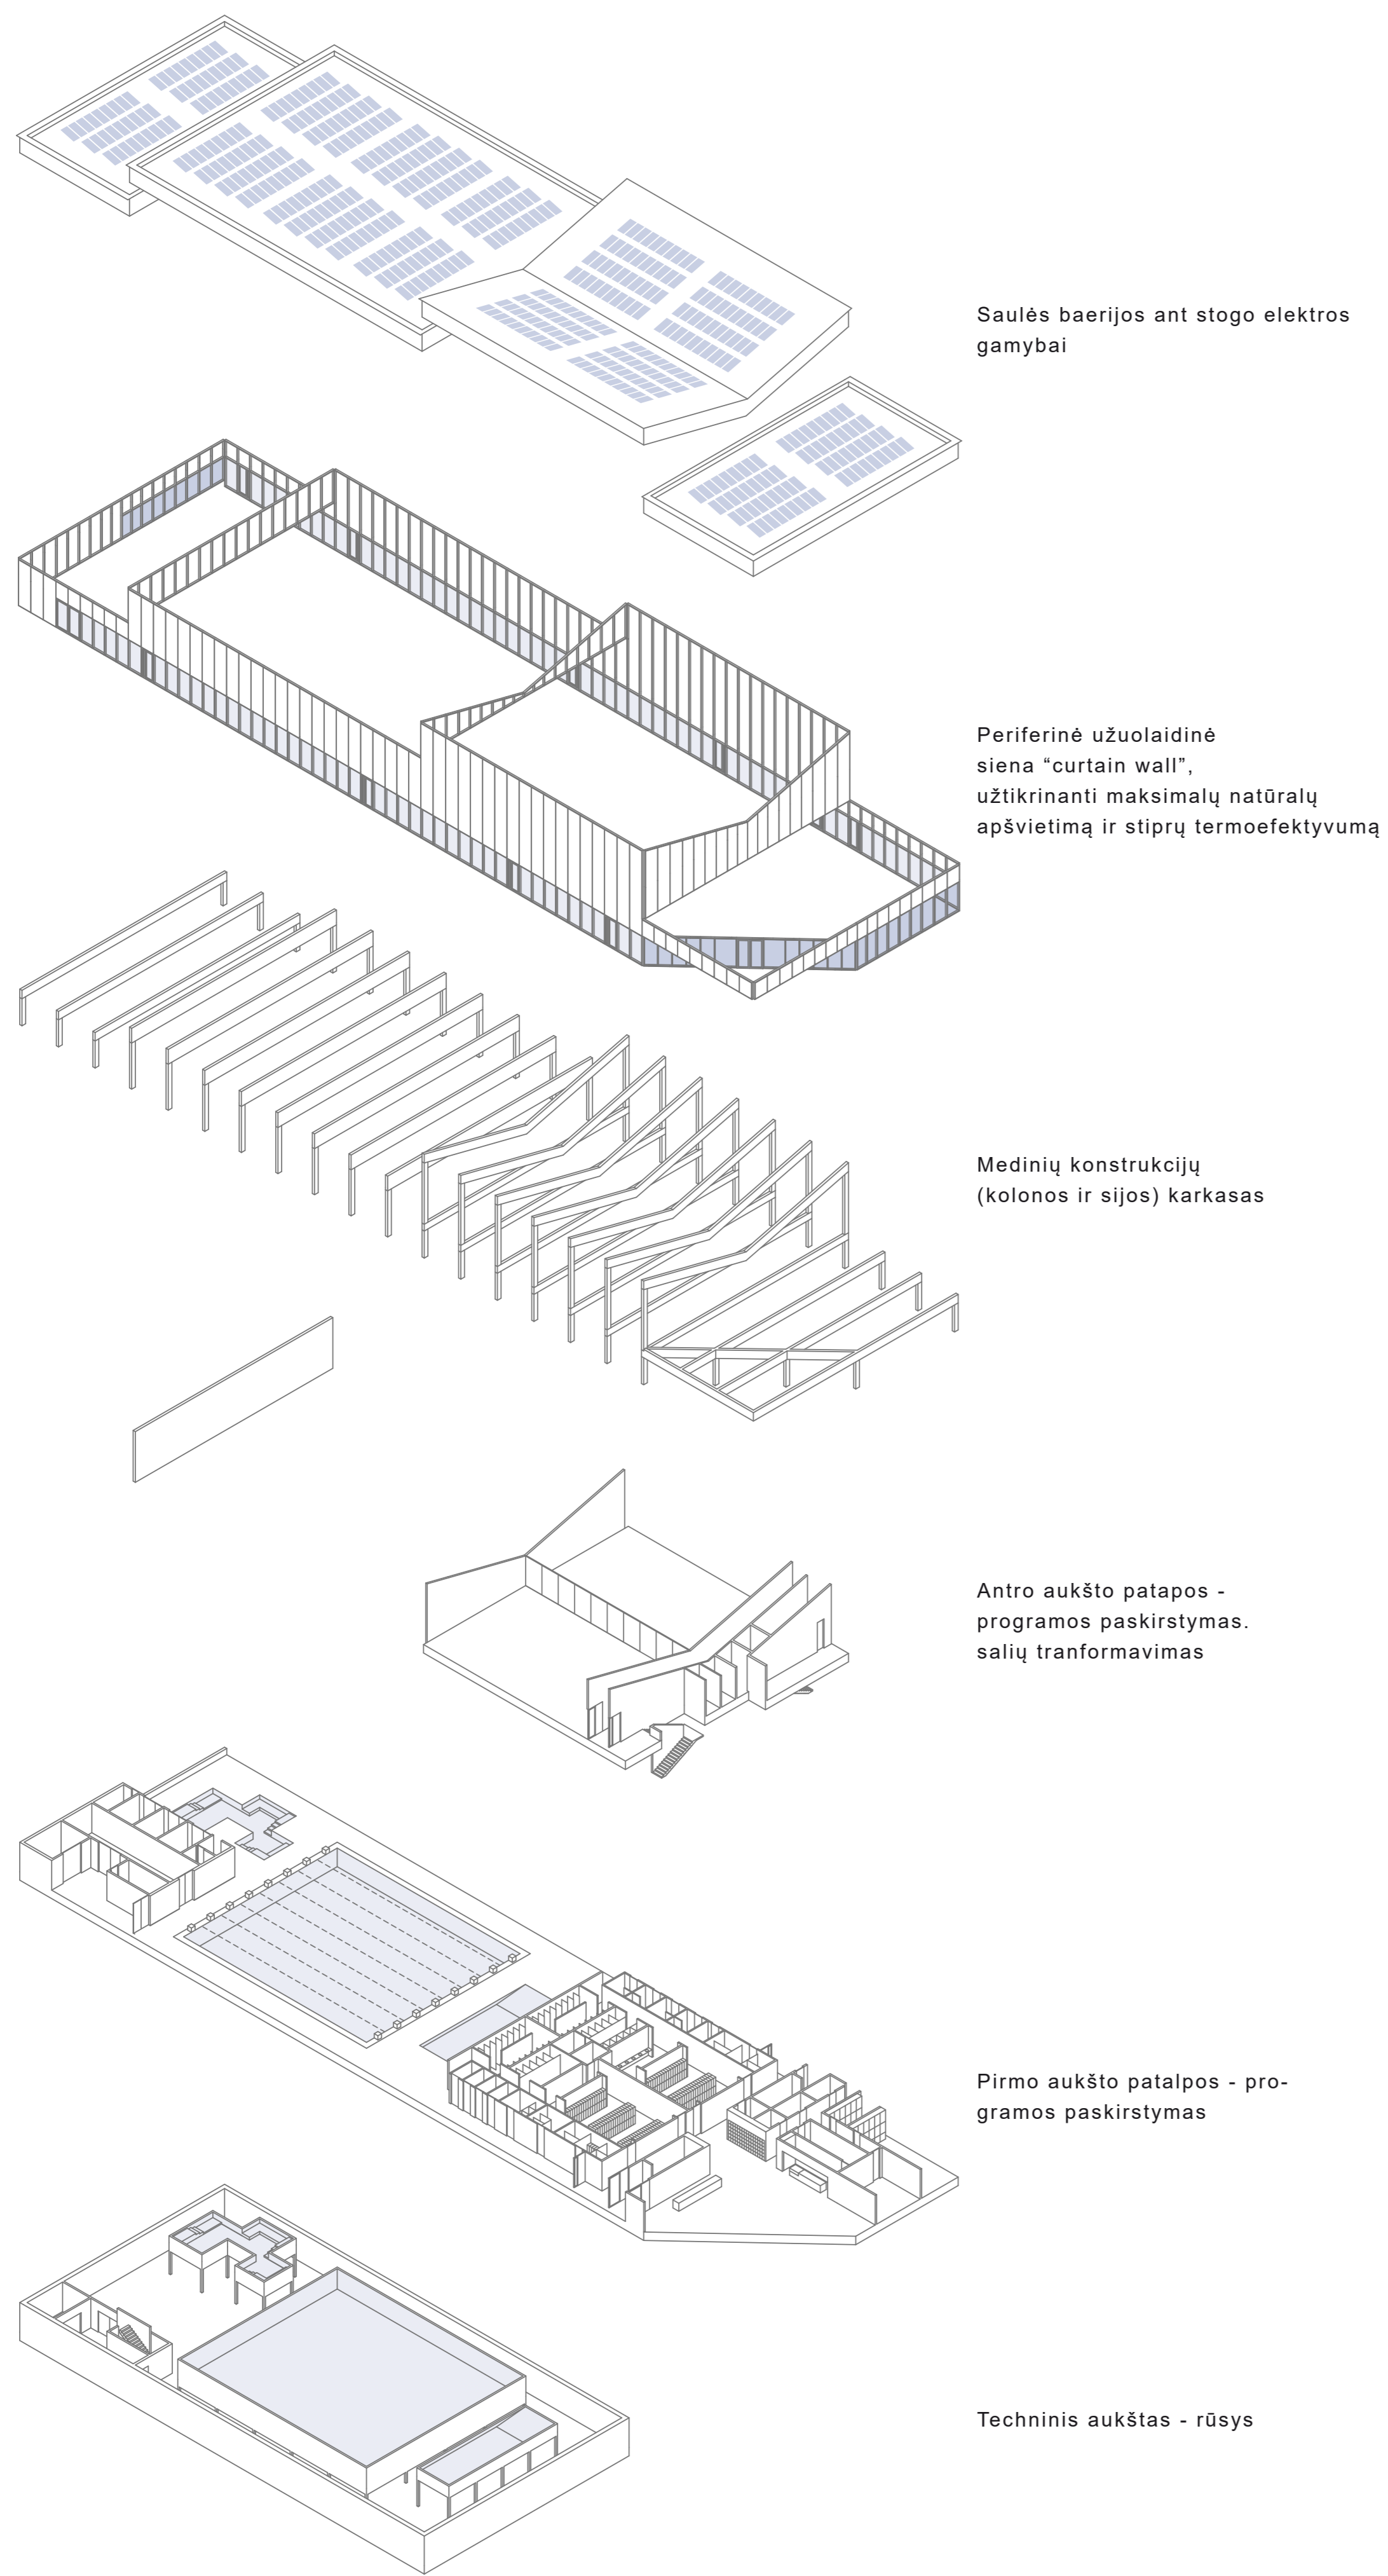 Saulės baerijos ant stogo elektros
gamybai
Periferinė užuolaidinė
siena “curtain wall”,
užtikrinanti maksimalų natūralų
apšvietimą ir stiprų termoefektyvumą
Medinių konstrukcijų
(kolonos ir sijos) karkasas
Antro aukšto patapos -
programos paskirstymas.
salių tranformavimas
Pirmo aukšto patalpos - pro-
gramos paskirstymas
Techninis aukštas - rūsys